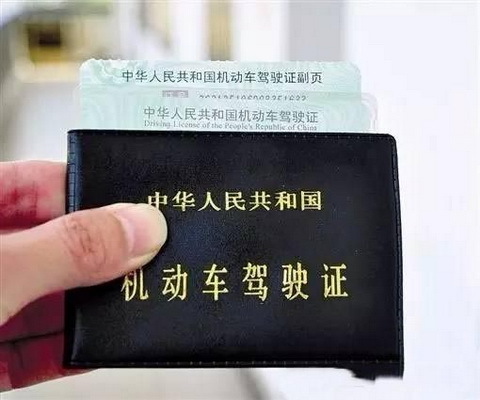 中华人民共和国机动车驾驶证副页
中华人民共和国机动车驾驶证
Driving License of the People's Republic of China
中华人民共和国
机动车驾驶证